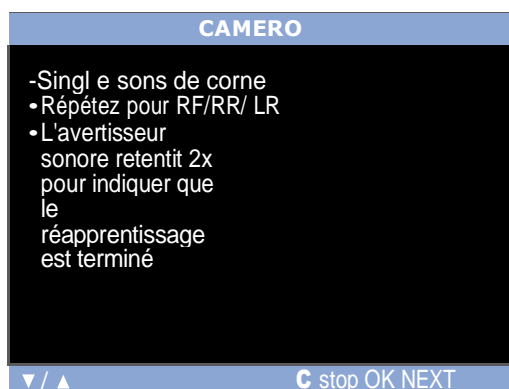 CAMERO
-Singl e sons de corne
•Répétez pour RF/RR/ LR
•L'avertisseur
sonore retentit 2x
pour indiquer que
le
réapprentissage
est terminé
▼/ ▲ C stop OK NEXT